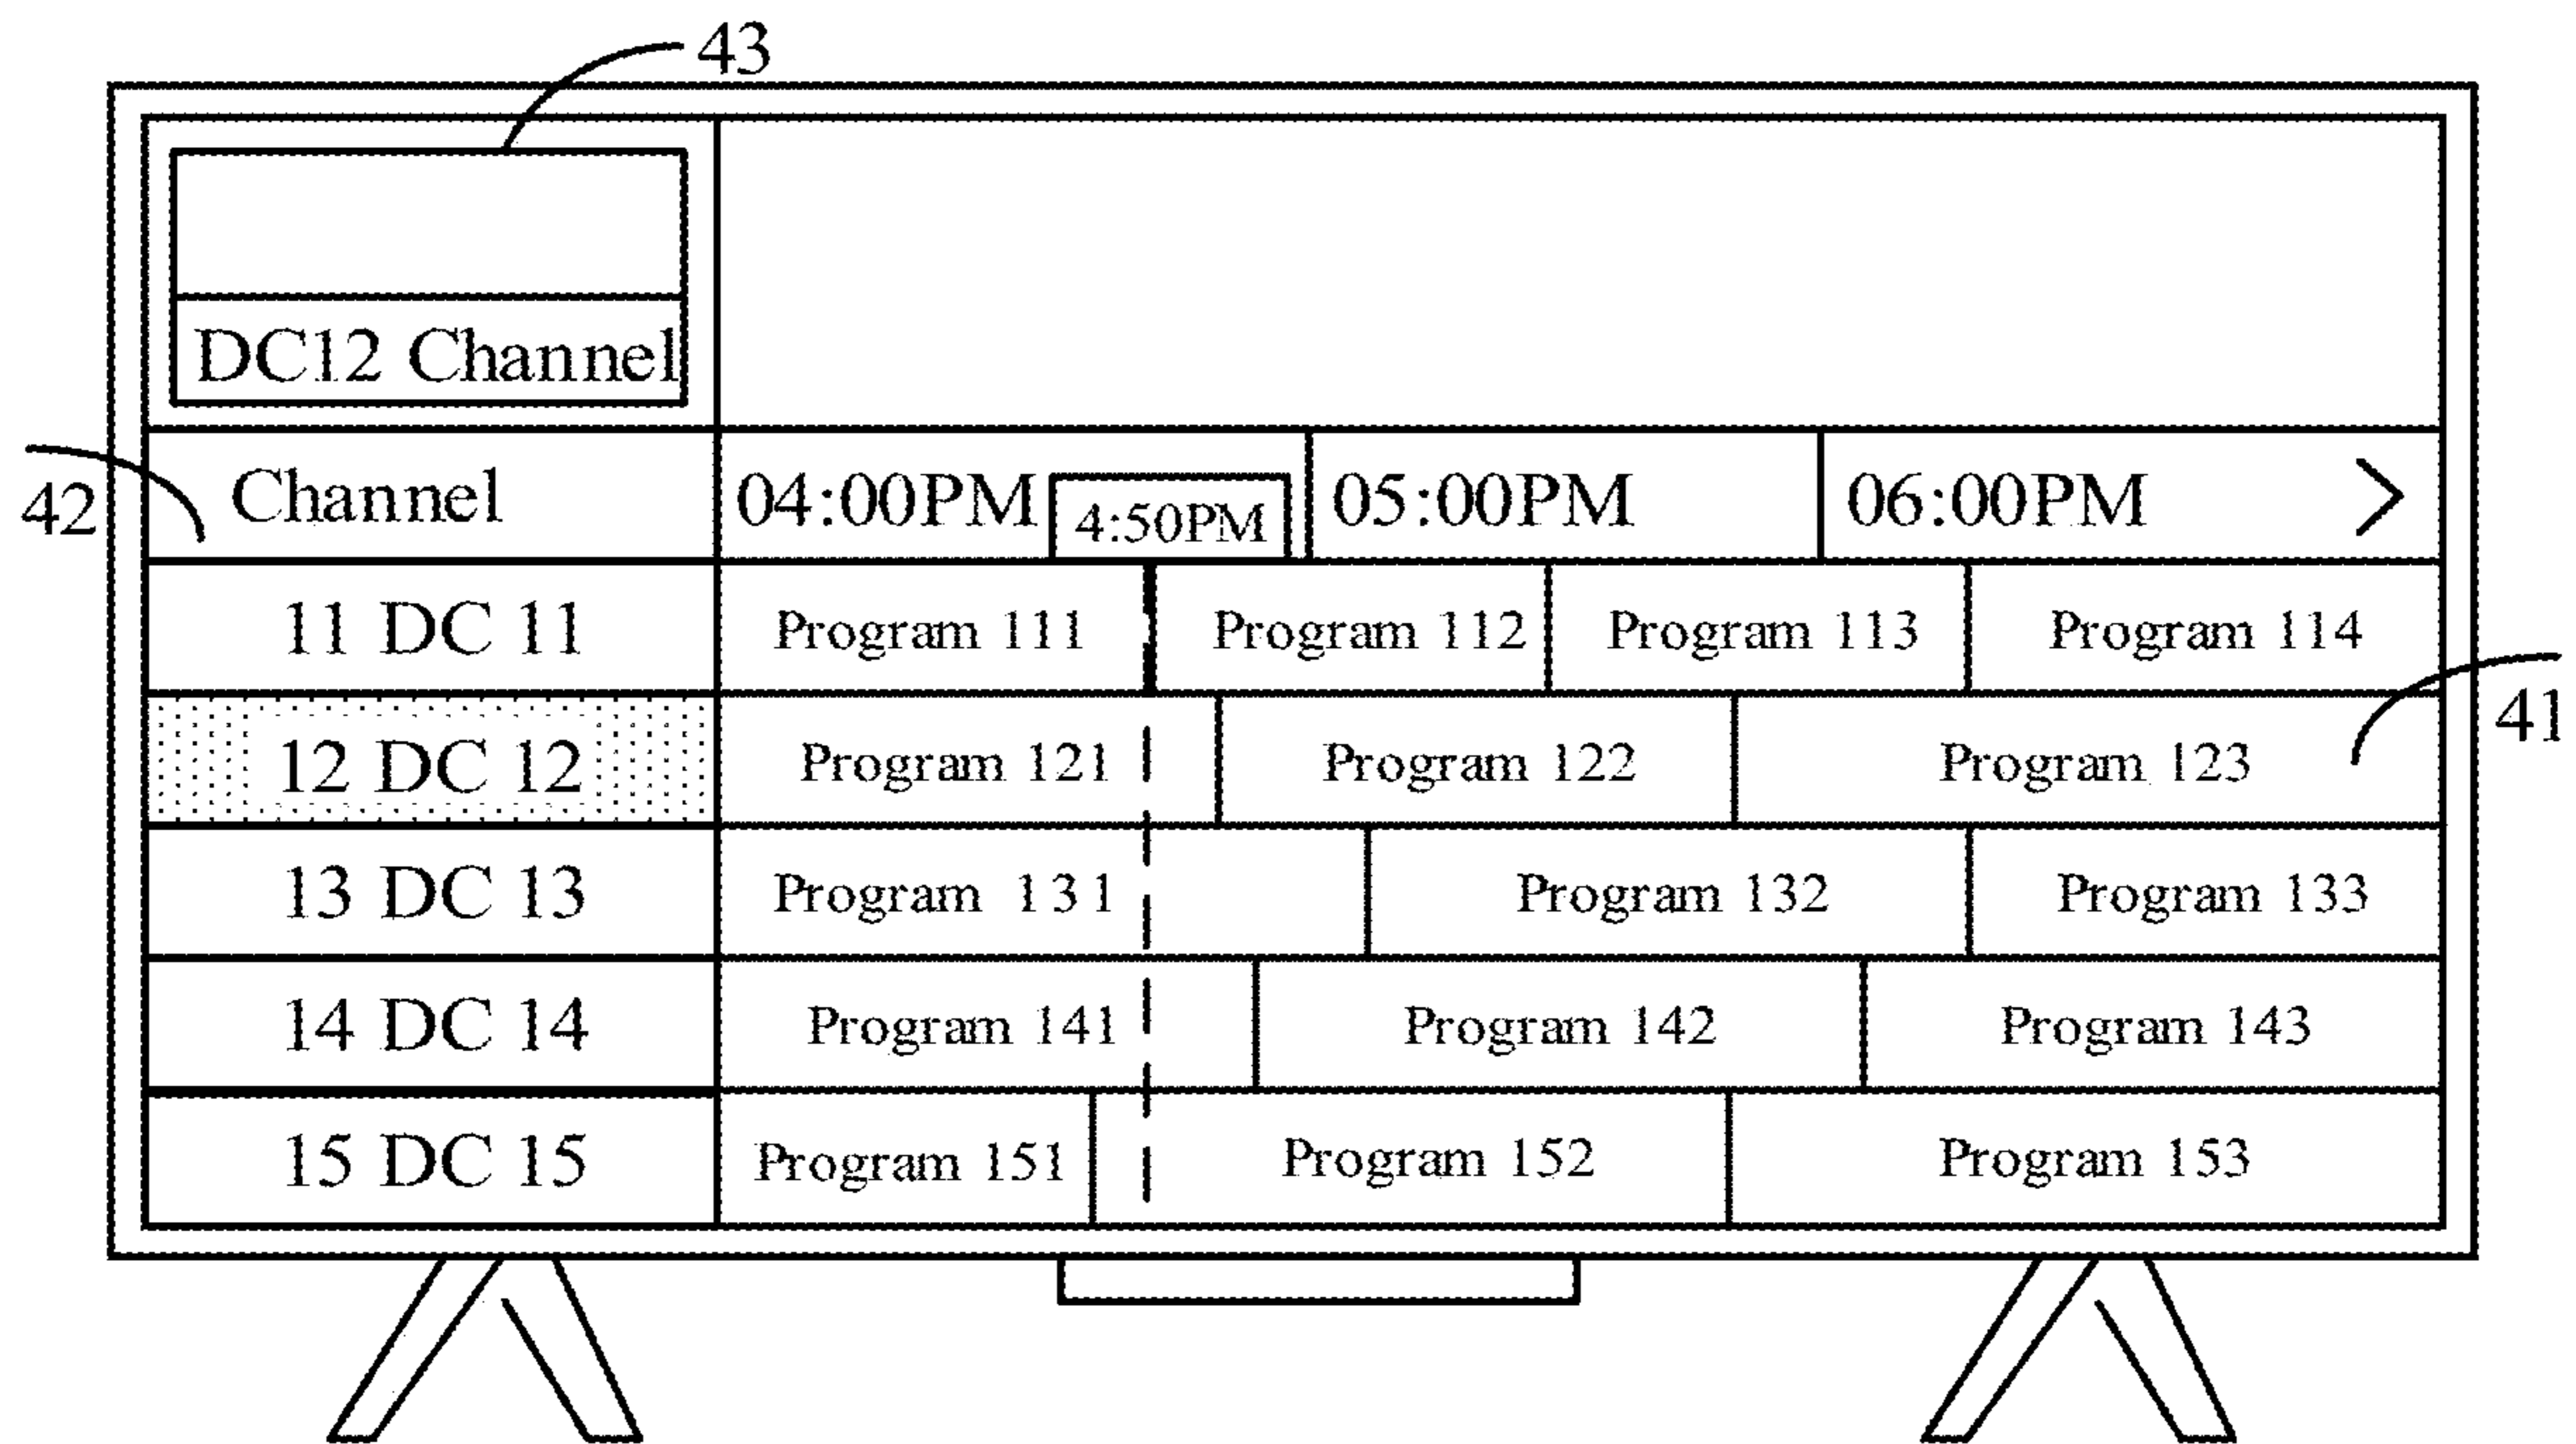 43
DC12 Channel
42
Channel 04:00PM 4:50PM 05:00PM 06:00PM >
11 DC 11 Program 111 Program 112 Program 113 Program 114
41
12 DC 12 Program 121 Program 122 Program 123
13 DC 13 Program 131 Program 132 Program 133
14 DC 14 Program 141 Program 142 Program 143
15 DC 15 Program 151 Program 152 Program 153